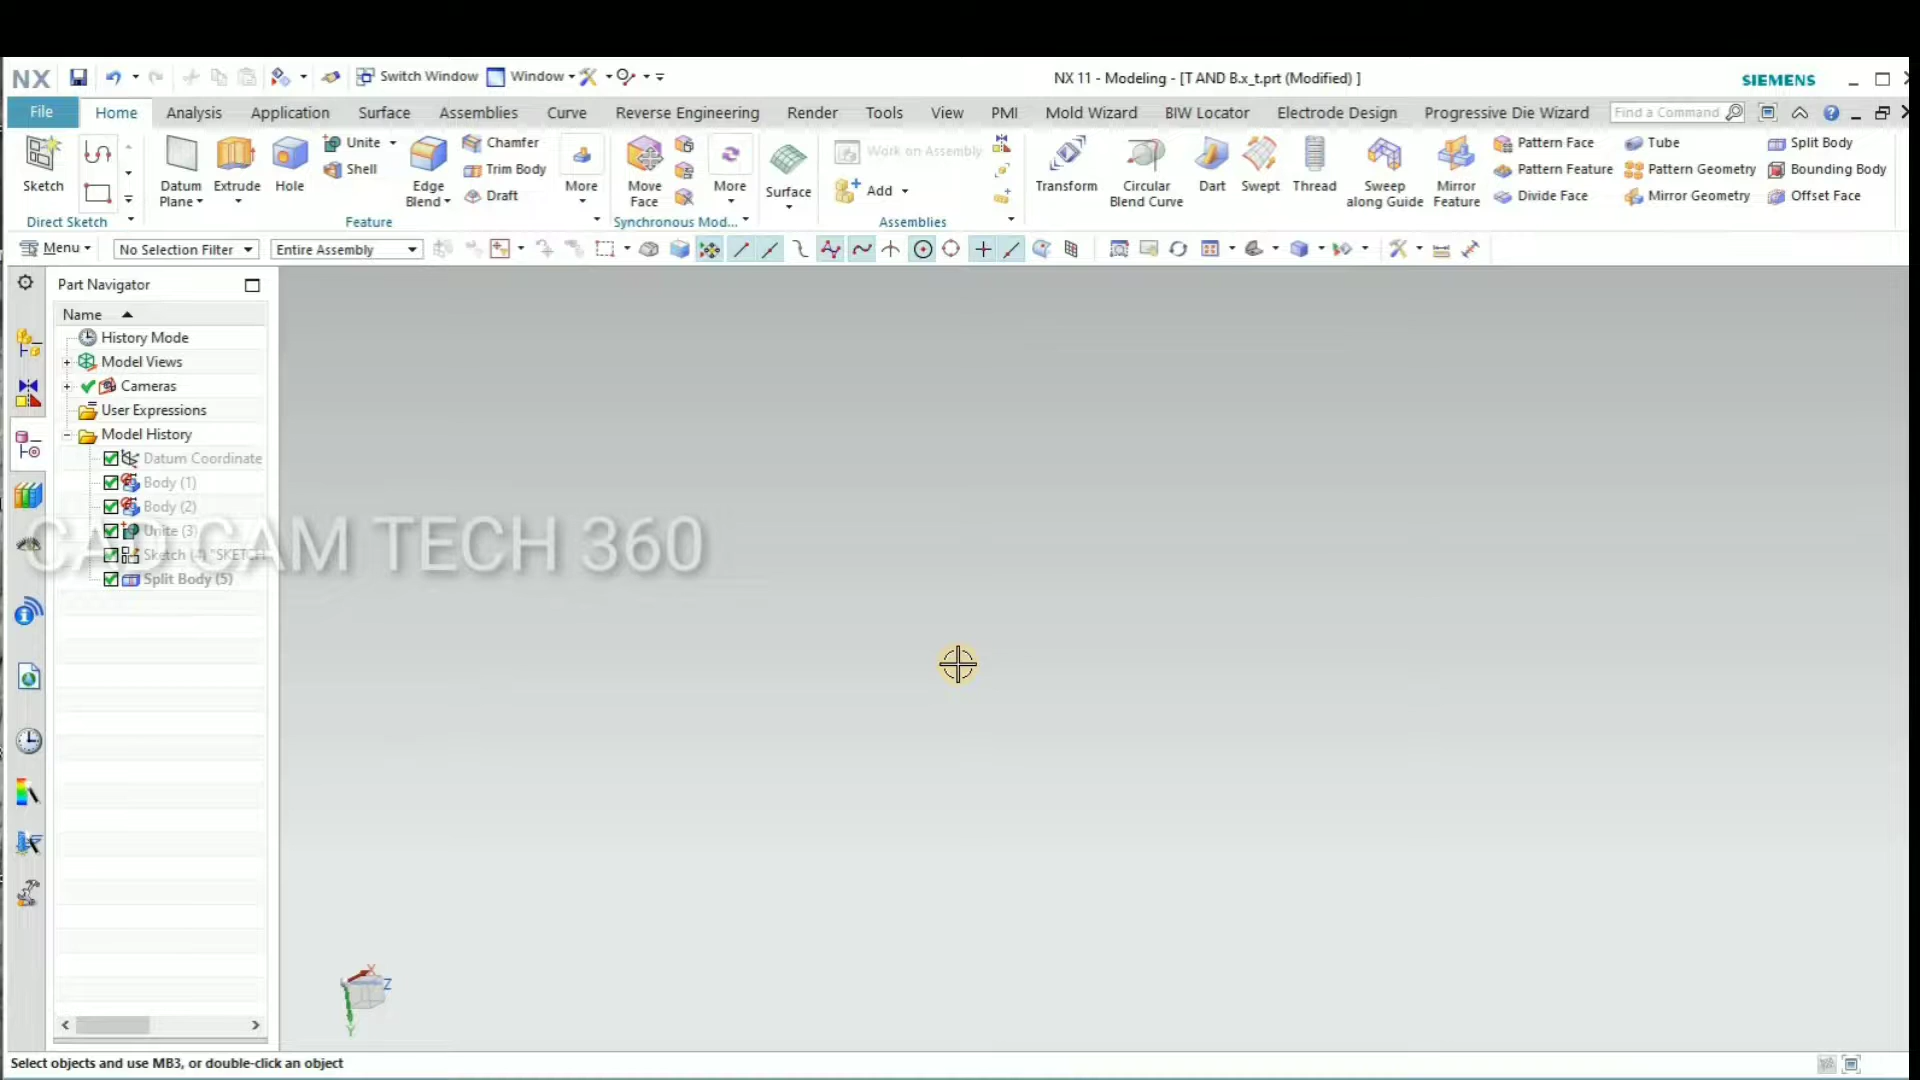 NX Switch Window Window NX 11 - Modeling - [T AND B.x_t.prt (Modified) ] SIEMENS
File Home Analysis Application Surface Assemblies Curve Reverse Engineering Render Tools View PMI Mold Wizard BIW Locator Electrode Design Progressive Die Wizard Find a Command
Unite Chamfer Work on Assembly Pattern Face Tube Split Body
Shell Trim Body Pattern Feature Pattern Geometry Bounding Body
Sketch Datum Plane Extrude Hole Edge Blend Draft More Move Face More Surface Add Transform Circular Blend Curve Dart Swept Thread Sweep along Guide Mirror Feature Divide Face Mirror Geometry Offset Face
Direct Sketch Feature Synchronous Mod... Assemblies
Menu No Selection Filter Entire Assembly
Part Navigator
Name
History Mode
Model Views
Cameras
User Expressions
Model History
Datum Coordinate
Body (1)
Body (2)
Unite (3)
Sketch (4) "SKETCH
Split Body (5)
CAD CAM TECH 360
X
Z
Y
Select objects and use MB3, or double-click an object